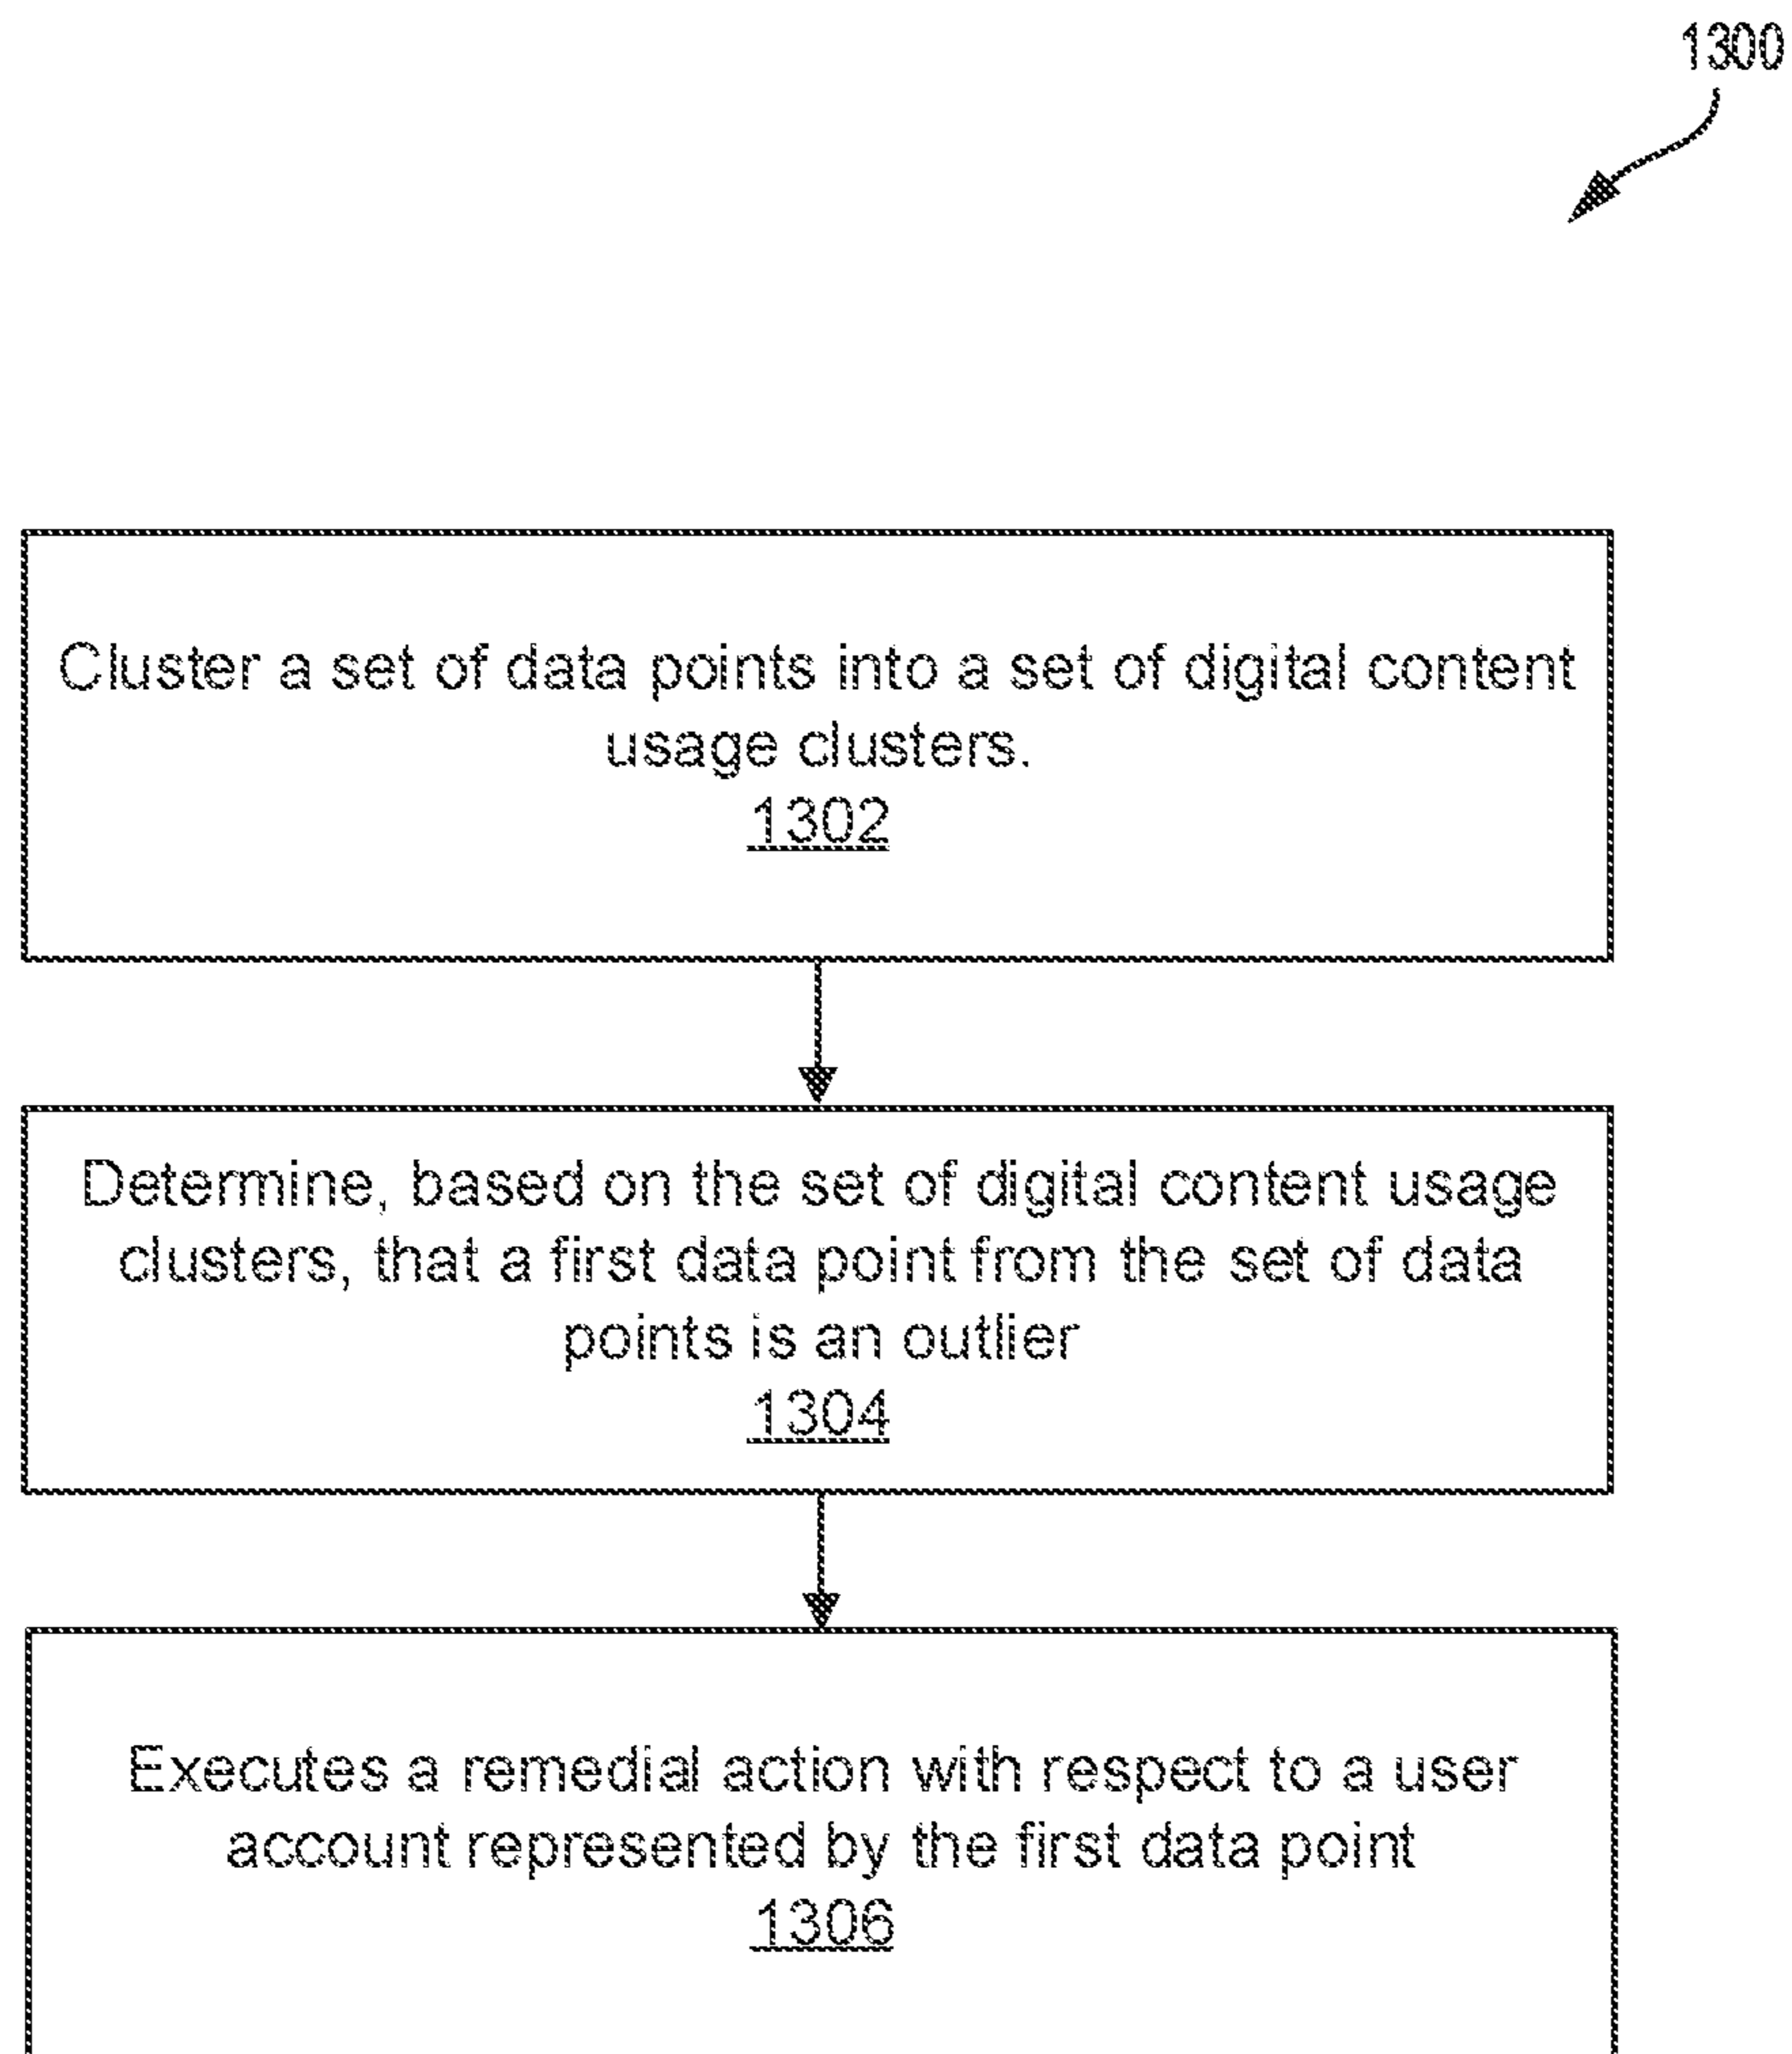 1300
Cluster a set of data points into a set of digital content
usage clusters.
1302
Determine, based on the set of digital content usage
clusters, that a first data point from the set of data
points is an outlier
1304
Executes a remedial action with respect to a user
account represented by the first data point
1306